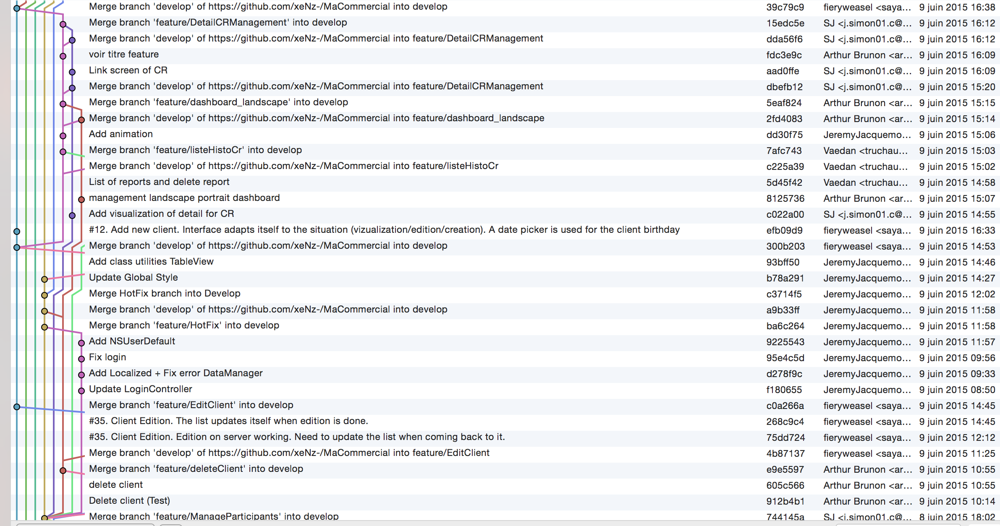 Merge branch 'develop' of https://github.com/xeNz-/MaCommercial into develop 39c79c9 fieryweasel <saya... 9 juin 2015 16:38
Merge branch 'feature/DetailCRManagement' into develop 15edc5e SJ <j.simon01.c@... 9 juin 2015 16:12
Merge branch 'develop' of https://github.com/xeNz-/MaCommercial into feature/DetailCRManagement dda56f6 SJ <j.simon01.c@... 9 juin 2015 16:12
voir titre feature fdc3e9c Arthur Brunon <ar... 9 juin 2015 16:09
Link screen of CR aad0ffe SJ <j.simon01.c@... 9 juin 2015 16:09
Merge branch 'develop' of https://github.com/xeNz-/MaCommercial into feature/DetailCRManagement dbefb12 SJ <j.simon01.c@... 9 juin 2015 15:20
Merge branch 'feature/dashboard_landscape' into develop 5eaf824 Arthur Brunon <ar... 9 juin 2015 15:15
Merge branch 'develop' of https://github.com/xeNz-/MaCommercial into feature/dashboard_landscape 2fd4083 Arthur Brunon <ar... 9 juin 2015 15:14
Add animation dd30f75 JeremyJacquemo... 9 juin 2015 15:06
Merge branch 'feature/listeHistoCr' into develop 7afc743 Vaedan <truchau... 9 juin 2015 15:03
Merge branch 'develop' of https://github.com/xeNz-/MaCommercial into feature/listeHistoCr c225a39 Vaedan <truchau... 9 juin 2015 15:02
List of reports and delete report 5d45f42 Vaedan <truchau... 9 juin 2015 14:58
management landscape portrait dashboard 8125736 Arthur Brunon <ar... 9 juin 2015 15:07
Add visualization of detail for CR c022a00 SJ <j.simon01.c@... 9 juin 2015 14:55
#12. Add new client. Interface adapts itself to the situation (vizualization/edition/creation). A date picker is used for the client birthday efb09d9 fieryweasel <saya... 9 juin 2015 16:33
Merge branch 'develop' of https://github.com/xeNz-/MaCommercial into develop 300b203 fieryweasel <saya... 9 juin 2015 14:53
Add class utilities TableView 93bff50 JeremyJacquemo... 9 juin 2015 14:46
Update Global Style b78a291 JeremyJacquemo... 9 juin 2015 14:27
Merge HotFix branch into Develop c3714f5 JeremyJacquemo... 9 juin 2015 12:02
Merge branch 'develop' of https://github.com/xeNz-/MaCommercial into develop a9b33ff JeremyJacquemo... 9 juin 2015 11:58
Merge branch 'feature/HotFix' into develop ba6c264 JeremyJacquemo... 9 juin 2015 11:58
Add NSUserDefault 9225543 JeremyJacquemo... 9 juin 2015 11:57
Fix login 95e4c5d JeremyJacquemo... 9 juin 2015 09:56
Add Localized + Fix error DataManager d278f9c JeremyJacquemo... 9 juin 2015 09:33
Update LoginController f180655 JeremyJacquemo... 9 juin 2015 08:50
Merge branch 'feature/EditClient' into develop c0a266a fieryweasel <saya... 9 juin 2015 14:45
#35. Client Edition. The list updates itself when edition is done. 268c9c4 fieryweasel <saya... 9 juin 2015 14:45
#35. Client Edition. Edition on server working. Need to update the list when coming back to it. 75dd724 fieryweasel <saya... 9 juin 2015 12:12
Merge branch 'develop' of https://github.com/xeNz-/MaCommercial into feature/EditClient 4b87137 fieryweasel <saya... 9 juin 2015 11:25
Merge branch 'feature/deleteClient' into develop e9e5597 Arthur Brunon <ar... 9 juin 2015 10:55
delete client 605c566 Arthur Brunon <ar... 9 juin 2015 10:55
Delete client (Test) 912b4b1 Arthur Brunon <ar... 9 juin 2015 10:14
Merge branch 'feature/ManageParticipants' into develop 744145a SJ <j.simon01.c@... 8 juin 2015 18:02